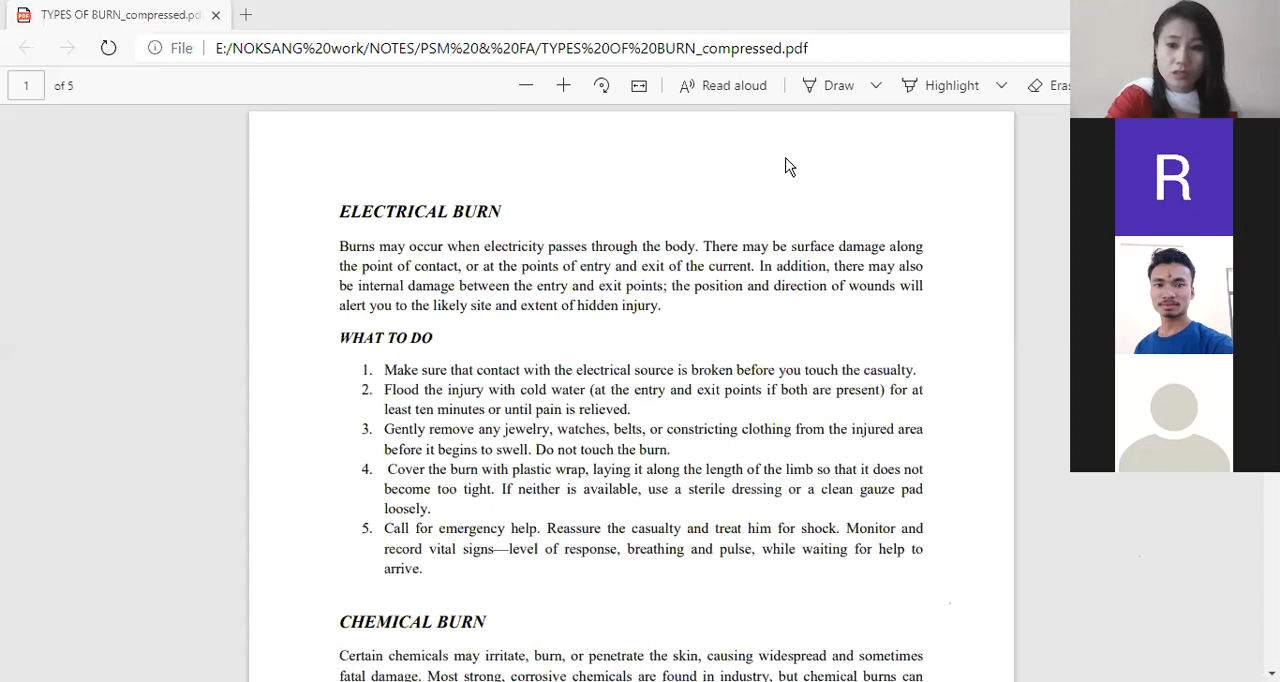 TYPES OF BURN_compressed.pd
File
E:/NOKSANG%20work/NOTES/PSM%20&%20FA/TYPES%20OF%20BURN_compressed.pdf
1 of 5
Read aloud
Draw
Highlight
Eras
R
ELECTRICAL BURN
Burns may occur when electricity passes through the body. There may be surface damage along
the point of contact, or at the points of entry and exit of the current. In addition, there may also
be internal damage between the entry and exit points; the position and direction of wounds will
alert you to the likely site and extent of hidden injury.
WHAT TO DO
1. Make sure that contact with the electrical source is broken before you touch the casualty.
2. Flood the injury with cold water (at the entry and exit points if both are present) for at
least ten minutes or until pain is relieved.
3. Gently remove any jewelry, watches, belts, or constricting clothing from the injured area
before it begins to swell. Do not touch the burn.
4. Cover the burn with plastic wrap, laying it along the length of the limb so that it does not
become too tight. If neither is available, use a sterile dressing or a clean gauze pad
loosely.
5. Call for emergency help. Reassure the casualty and treat him for shock. Monitor and
record vital signs—level of response, breathing and pulse, while waiting for help to
arrive.
CHEMICAL BURN
Certain chemicals may irritate, burn, or penetrate the skin, causing widespread and sometimes
fatal damage. Most strong, corrosive chemicals are found in industry, but chemical burns can